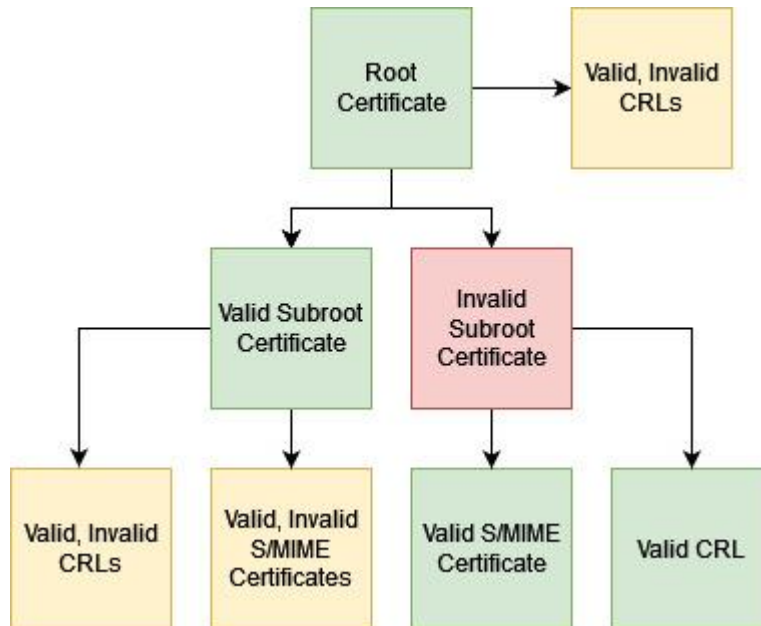 Root
Certificate
Valid, Invalid
CRLs
Valid Subroot
Certificate
Invalid
Subroot
Certificate
Valid, Invalid
CRLs
Valid, Invalid
S/MIME
Certificates
Valid S/MIME
Certificate
Valid CRL